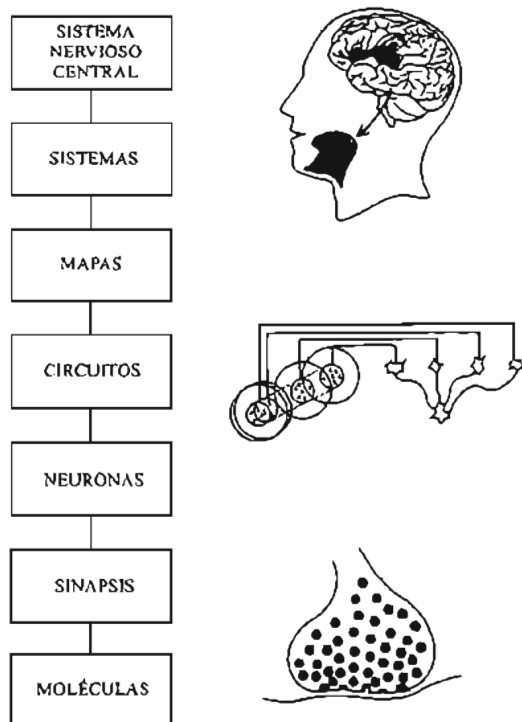 SISTEMA
NERVIOSO
CENTRAL
SISTEMAS
MAPAS
CIRCUITOS
NEURONAS
SINAPSIS
MOLÉCULAS